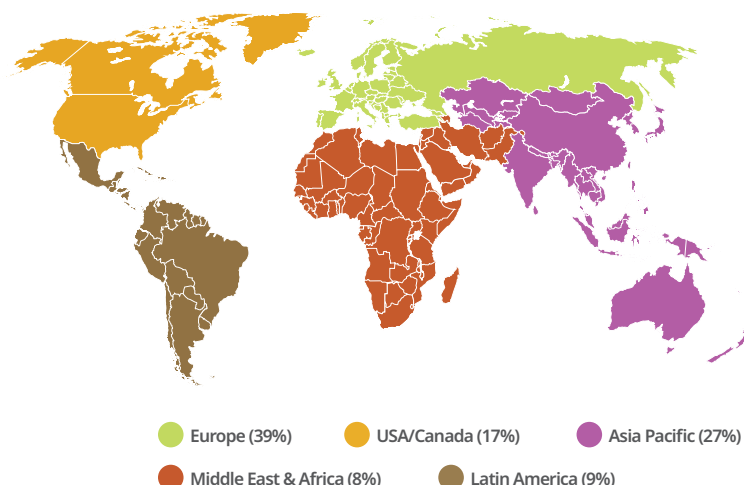 Europe (39%) USA/Canada (17%) Asia Pacific (27%)
Middle East & Africa (8%) Latin America (9%)